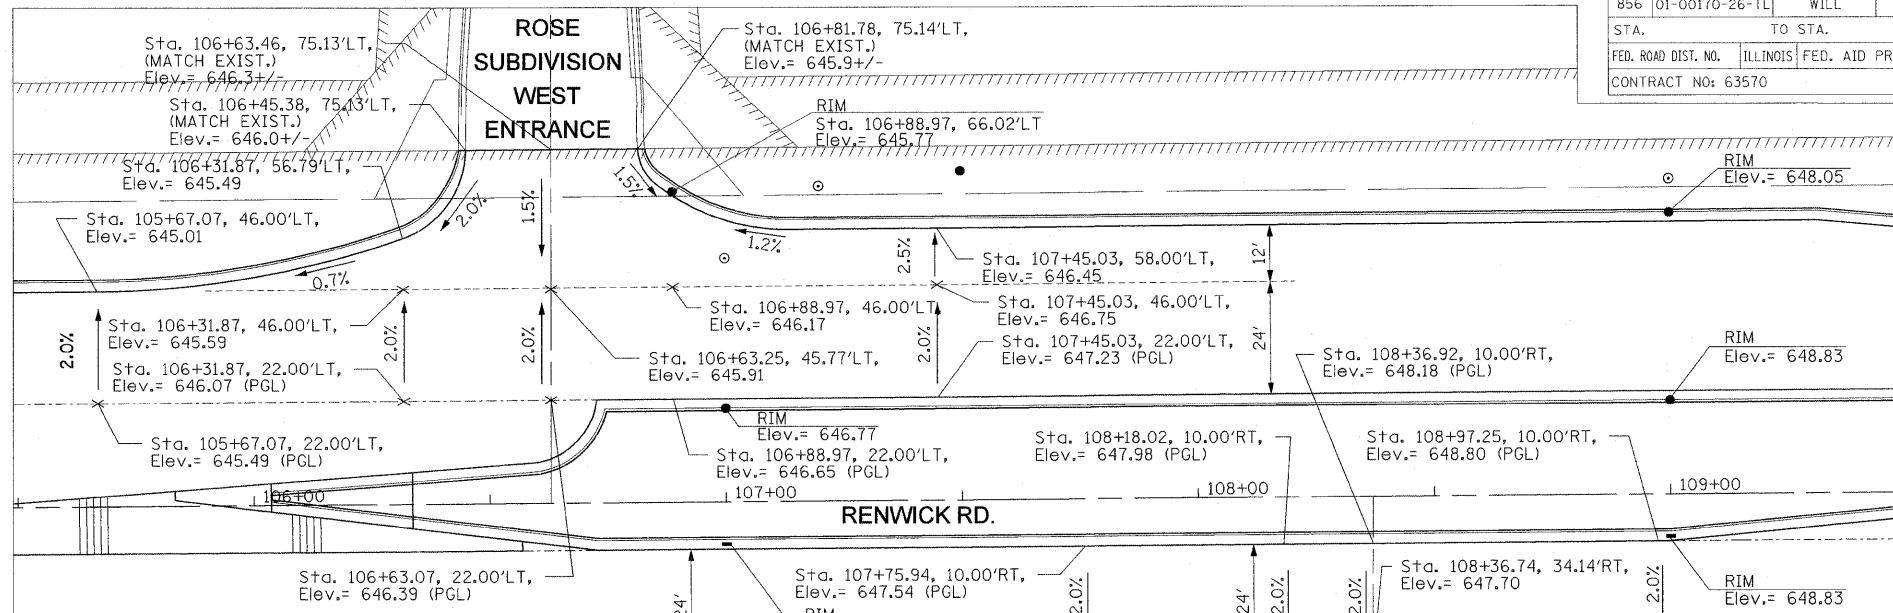 856 01-00170-26-TL WILL
STA. TO STA.
FED. ROAD DIST. NO. ILLINOIS FED. AID PR
CONTRACT NO: 63570
ROSE
SUBDIVISION
WEST
ENTRANCE
Sta. 106+63.46, 75.13'LT,
(MATCH EXIST.)
Elev.= 646.3+/-
Sta. 106+81.78, 75.14'LT,
(MATCH EXIST.)
Elev.= 645.9+/-
Sta. 106+45.38, 75.13'LT,
(MATCH EXIST.)
Elev.= 646.0+/-
RIM
Sta. 106+88.97, 66.02'LT
Elev.= 645.77
Sta. 106+31.87, 56.79'LT,
Elev.= 645.49
RIM
Elev.= 648.05
Sta. 105+67.07, 46.00'LT,
Elev.= 645.01
2.0%
1.5%
1.5%
1.2%
0.7%
2.5%
12'
Sta. 107+45.03, 58.00'LT,
Elev.= 646.45
Sta. 106+88.97, 46.00'LT,
Elev.= 646.17
Sta. 107+45.03, 46.00'LT,
Elev.= 646.75
Sta. 106+31.87, 46.00'LT,
Elev.= 645.59
2.0%
2.0%
2.0%
2.0%
24'
Sta. 107+45.03, 22.00'LT,
Elev.= 647.23 (PGL)
Sta. 106+63.25, 45.77'LT,
Elev.= 645.91
Sta. 108+36.92, 10.00'RT,
Elev.= 648.18 (PGL)
RIM
Elev.= 648.83
Sta. 106+31.87, 22.00'LT,
Elev.= 646.07 (PGL)
RIM
Elev.= 646.77
Sta. 105+67.07, 22.00'LT,
Elev.= 645.49 (PGL)
Sta. 106+88.97, 22.00'LT,
Elev.= 646.65 (PGL)
Sta. 108+18.02, 10.00'RT,
Elev.= 647.98 (PGL)
Sta. 108+97.25, 10.00'RT,
Elev.= 648.80 (PGL)
106+00
107+00
108+00
109+00
RENWICK RD.
Sta. 106+63.07, 22.00'LT,
Elev.= 646.39 (PGL)
Sta. 107+75.94, 10.00'RT,
Elev.= 647.54 (PGL)
Sta. 108+36.74, 34.14'RT,
Elev.= 647.70
RIM
Elev.= 648.83
24'
2.0%
24'
2.0%
2.0%
2.0%
RIM